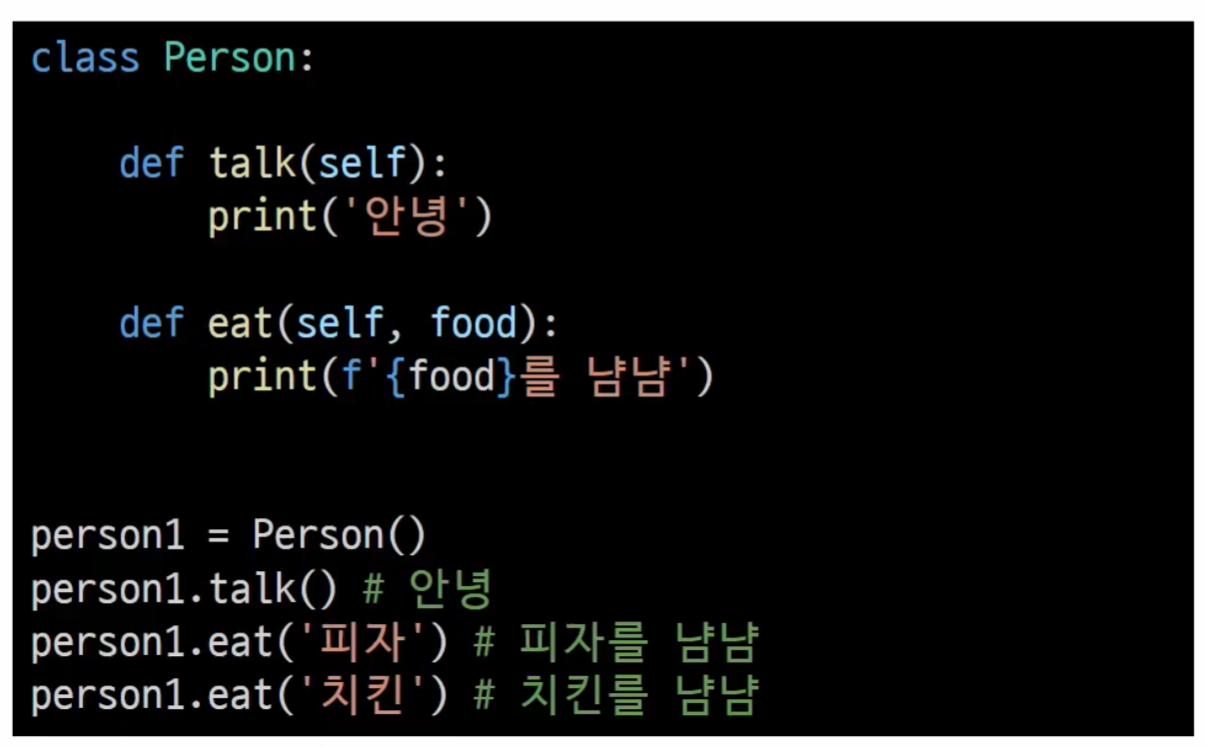 class Person:
    def talk(self):
        print('안녕')
    def eat(self, food):
        print(f'{food}를 냠냠')
person1 = Person()
person1.talk() # 안녕
person1.eat('피자') # 피자를 냠냠
person1.eat('치킨') # 치킨를 냠냠